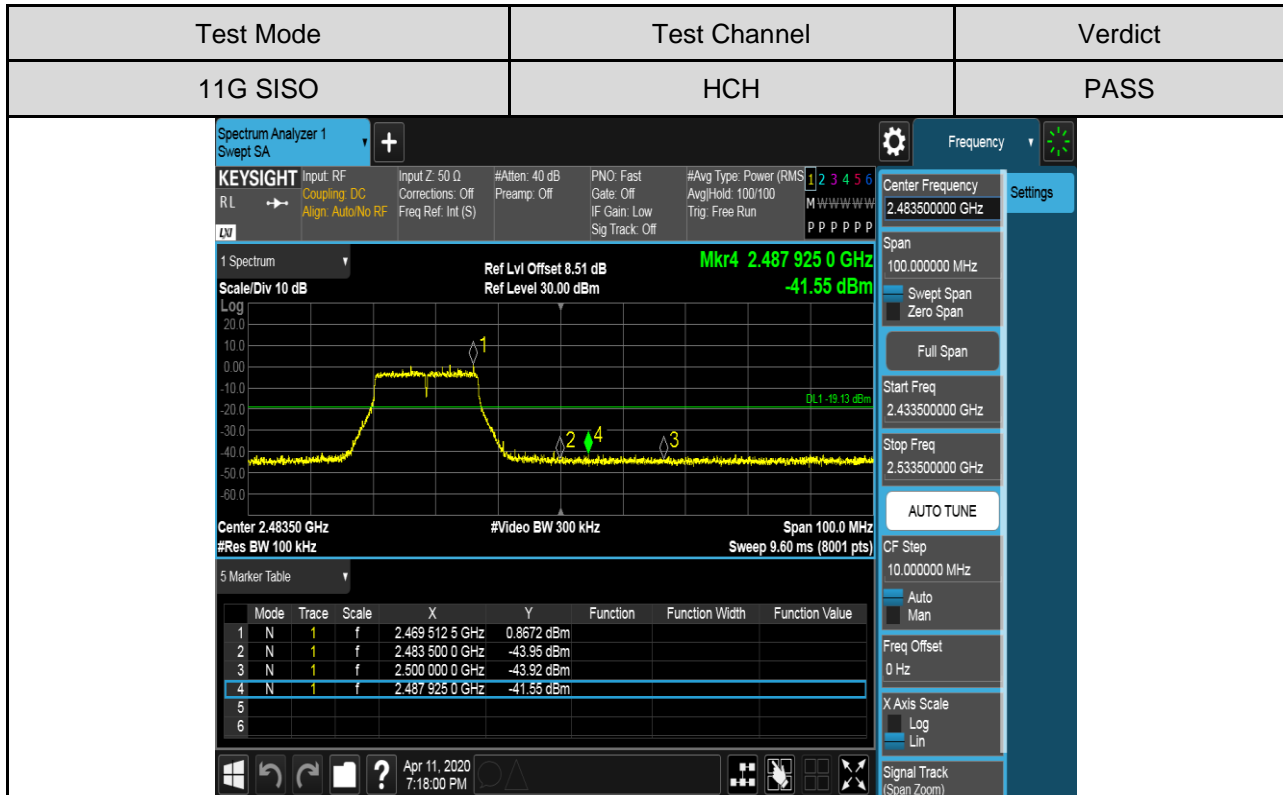 Test Mode Test Channel Verdict
11G SISO HCH PASS
Spectrum Analyzer 1
Swept SA
+
Frequency
KEYSIGHT Input: RF Input Z: 50 Ω #Atten: 40 dB PNO: Fast #Avg Type: Power (RMS 1 2 3 4 5 6
RL Coupling: DC Corrections: Off Preamp: Off Gate: Off Avg|Hold: 100/100 M W W W W W
Align: Auto/No RF Freq Ref: Int (S) IF Gain: Low Trig: Free Run
LXI Sig Track: Off P P P P P P
1 Spectrum Ref Lvl Offset 8.51 dB Mkr4 2.487 925 0 GHz
Scale/Div 10 dB Ref Level 30.00 dBm -41.55 dBm
Log
20.0
10.0
0.00
-10.0
-20.0
-30.0
-40.0
-50.0
-60.0
1
DL1 -19.13 dBm
2 4 3
Center 2.48350 GHz #Video BW 300 kHz Span 100.0 MHz
#Res BW 100 kHz Sweep 9.60 ms (8001 pts)
5 Marker Table
Mode Trace Scale X Y Function Function Width Function Value
1 N 1 f 2.469 512 5 GHz 0.8672 dBm
2 N 1 f 2.483 500 0 GHz -43.95 dBm
3 N 1 f 2.500 000 0 GHz -43.92 dBm
4 N 1 f 2.487 925 0 GHz -41.55 dBm
5
6
?
Apr 11, 2020
7:18:00 PM
Center Frequency
2.483500000 GHz
Settings
Span
100.000000 MHz
Swept Span
Zero Span
Full Span
Start Freq
2.433500000 GHz
Stop Freq
2.533500000 GHz
AUTO TUNE
CF Step
10.000000 MHz
Auto
Man
Freq Offset
0 Hz
X Axis Scale
Log
Lin
Signal Track
(Span Zoom)